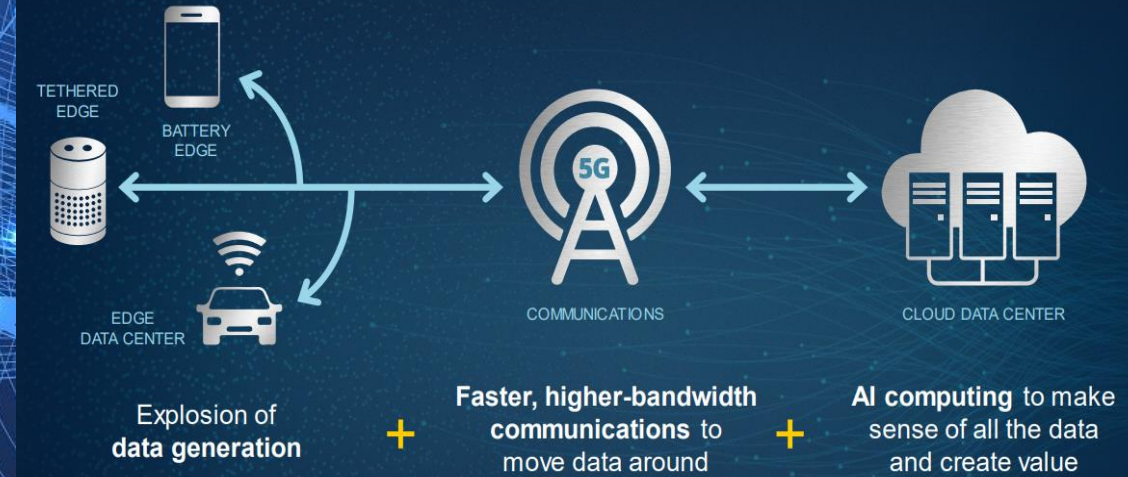 TETHERED
EDGE
BATTERY
EDGE
5G
EDGE
DATA CENTER
COMMUNICATIONS
CLOUD DATA CENTER
Explosion of
data generation
+
Faster, higher-bandwidth
communications to
move data around
+
AI computing to make
sense of all the data
and create value